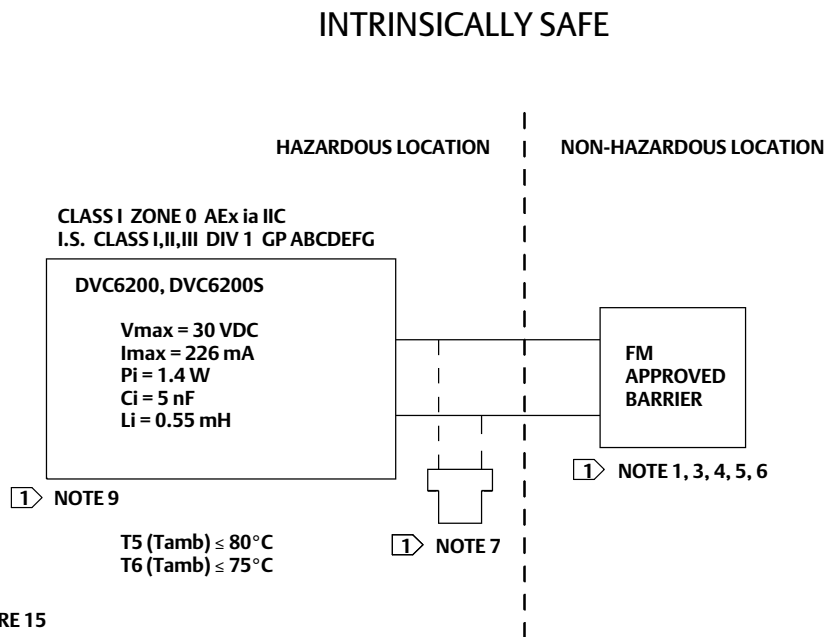 INTRINSICALLY SAFE
HAZARDOUS LOCATION
NON-HAZARDOUS LOCATION
CLASS I ZONE 0 AEx ia IIC
I.S. CLASS I,II,III DIV 1 GP ABCDEFG
DVC6200, DVC6200S
Vmax = 30 VDC
Imax = 226 mA
Pi = 1.4 W
Ci = 5 nF
Li = 0.55 mH
FM
APPROVED
BARRIER
1 NOTE 1, 3, 4, 5, 6
1 NOTE 9
1 NOTE 7
T5 (Tamb) ≤ 80°C
T6 (Tamb) ≤ 75°C
RE 15